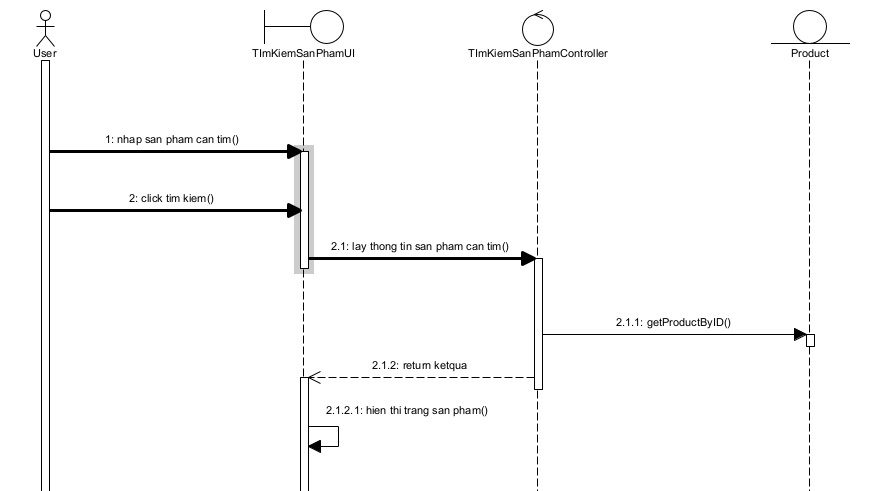 User
TImKiemSanPhamUI
TImKiemSanPhamController
Product
1: nhap san pham can tim()
2: click tim kiem()
2.1: lay thong tin san pham can tim()
2.1.1: getProductByID()
2.1.2: return ketqua
2.1.2.1: hien thi trang san pham()